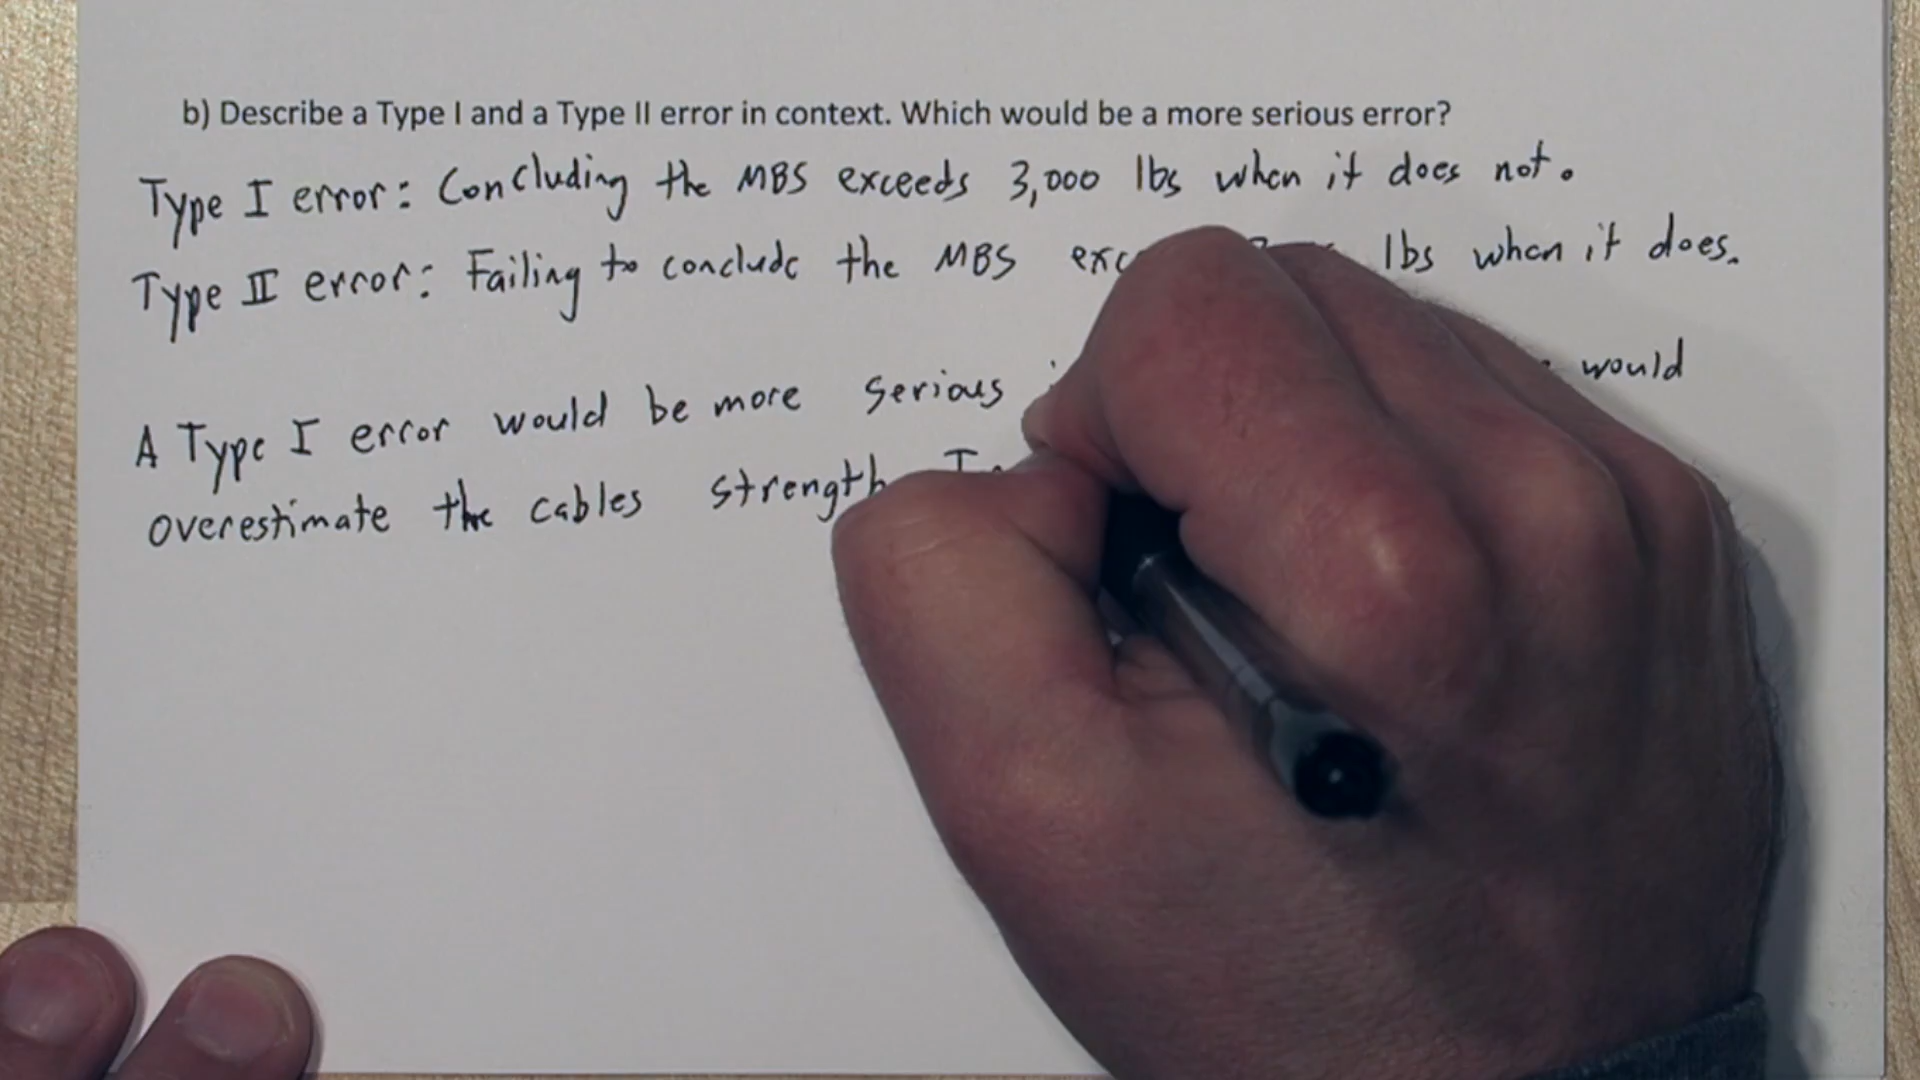 b) Describe a Type I and a Type II error in context. Which would be a more serious error?
Type I error: Concluding the MBS exceeds 3,000 lbs when it does not.
Type II error: Failing to conclude the MBS lbs when it does.
A Type I error would be more serious would
overestimate the cables strength